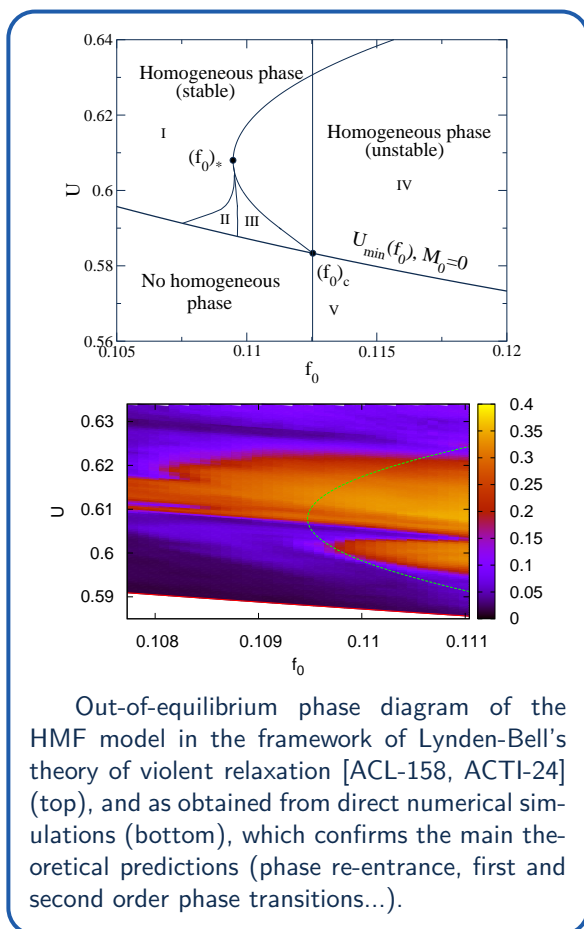 0.64
Homogeneous phase
(stable)
0.62
I
Homogeneous phase
(unstable)
(f₀)*
IV
U
0.6
II
III
U_min(f₀), M₀=0
0.58
(f₀)_c
No homogeneous
phase
V
0.56
0.105
0.11
0.115
0.12
f₀
0.63
0.62
0.61
0.6
0.59
U
0.4
0.35
0.3
0.25
0.2
0.15
0.1
0.05
0
0.108
0.109
0.11
0.111
f₀
Out-of-equilibrium phase diagram of the
HMF model in the framework of Lynden-Bell's
theory of violent relaxation [ACL-158, ACTI-24]
(top), and as obtained from direct numerical sim-
ulations (bottom), which confirms the main the-
oretical predictions (phase re-entrance, first and
second order phase transitions...).